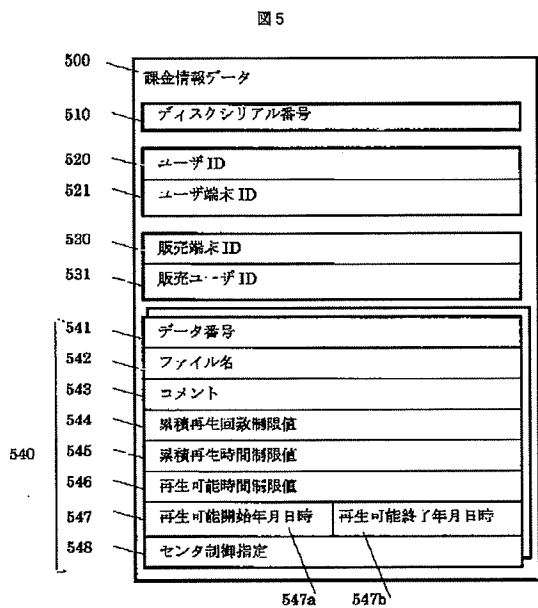 図5
500 課金情報データ
510 ディスクシリアル番号
520 ユーザID
521 ユーザ端末ID
530 販売端末ID
531 販売ユーザID
541 データ番号
542 ファイル名
543 コメント
544 累積再生回数制限値
545 累積再生時間制限値
540
546 再生可能時間制限値
547 再生可能開始年月日時 再生可能終了年月日時
548 センタ制御指定
547a 547b